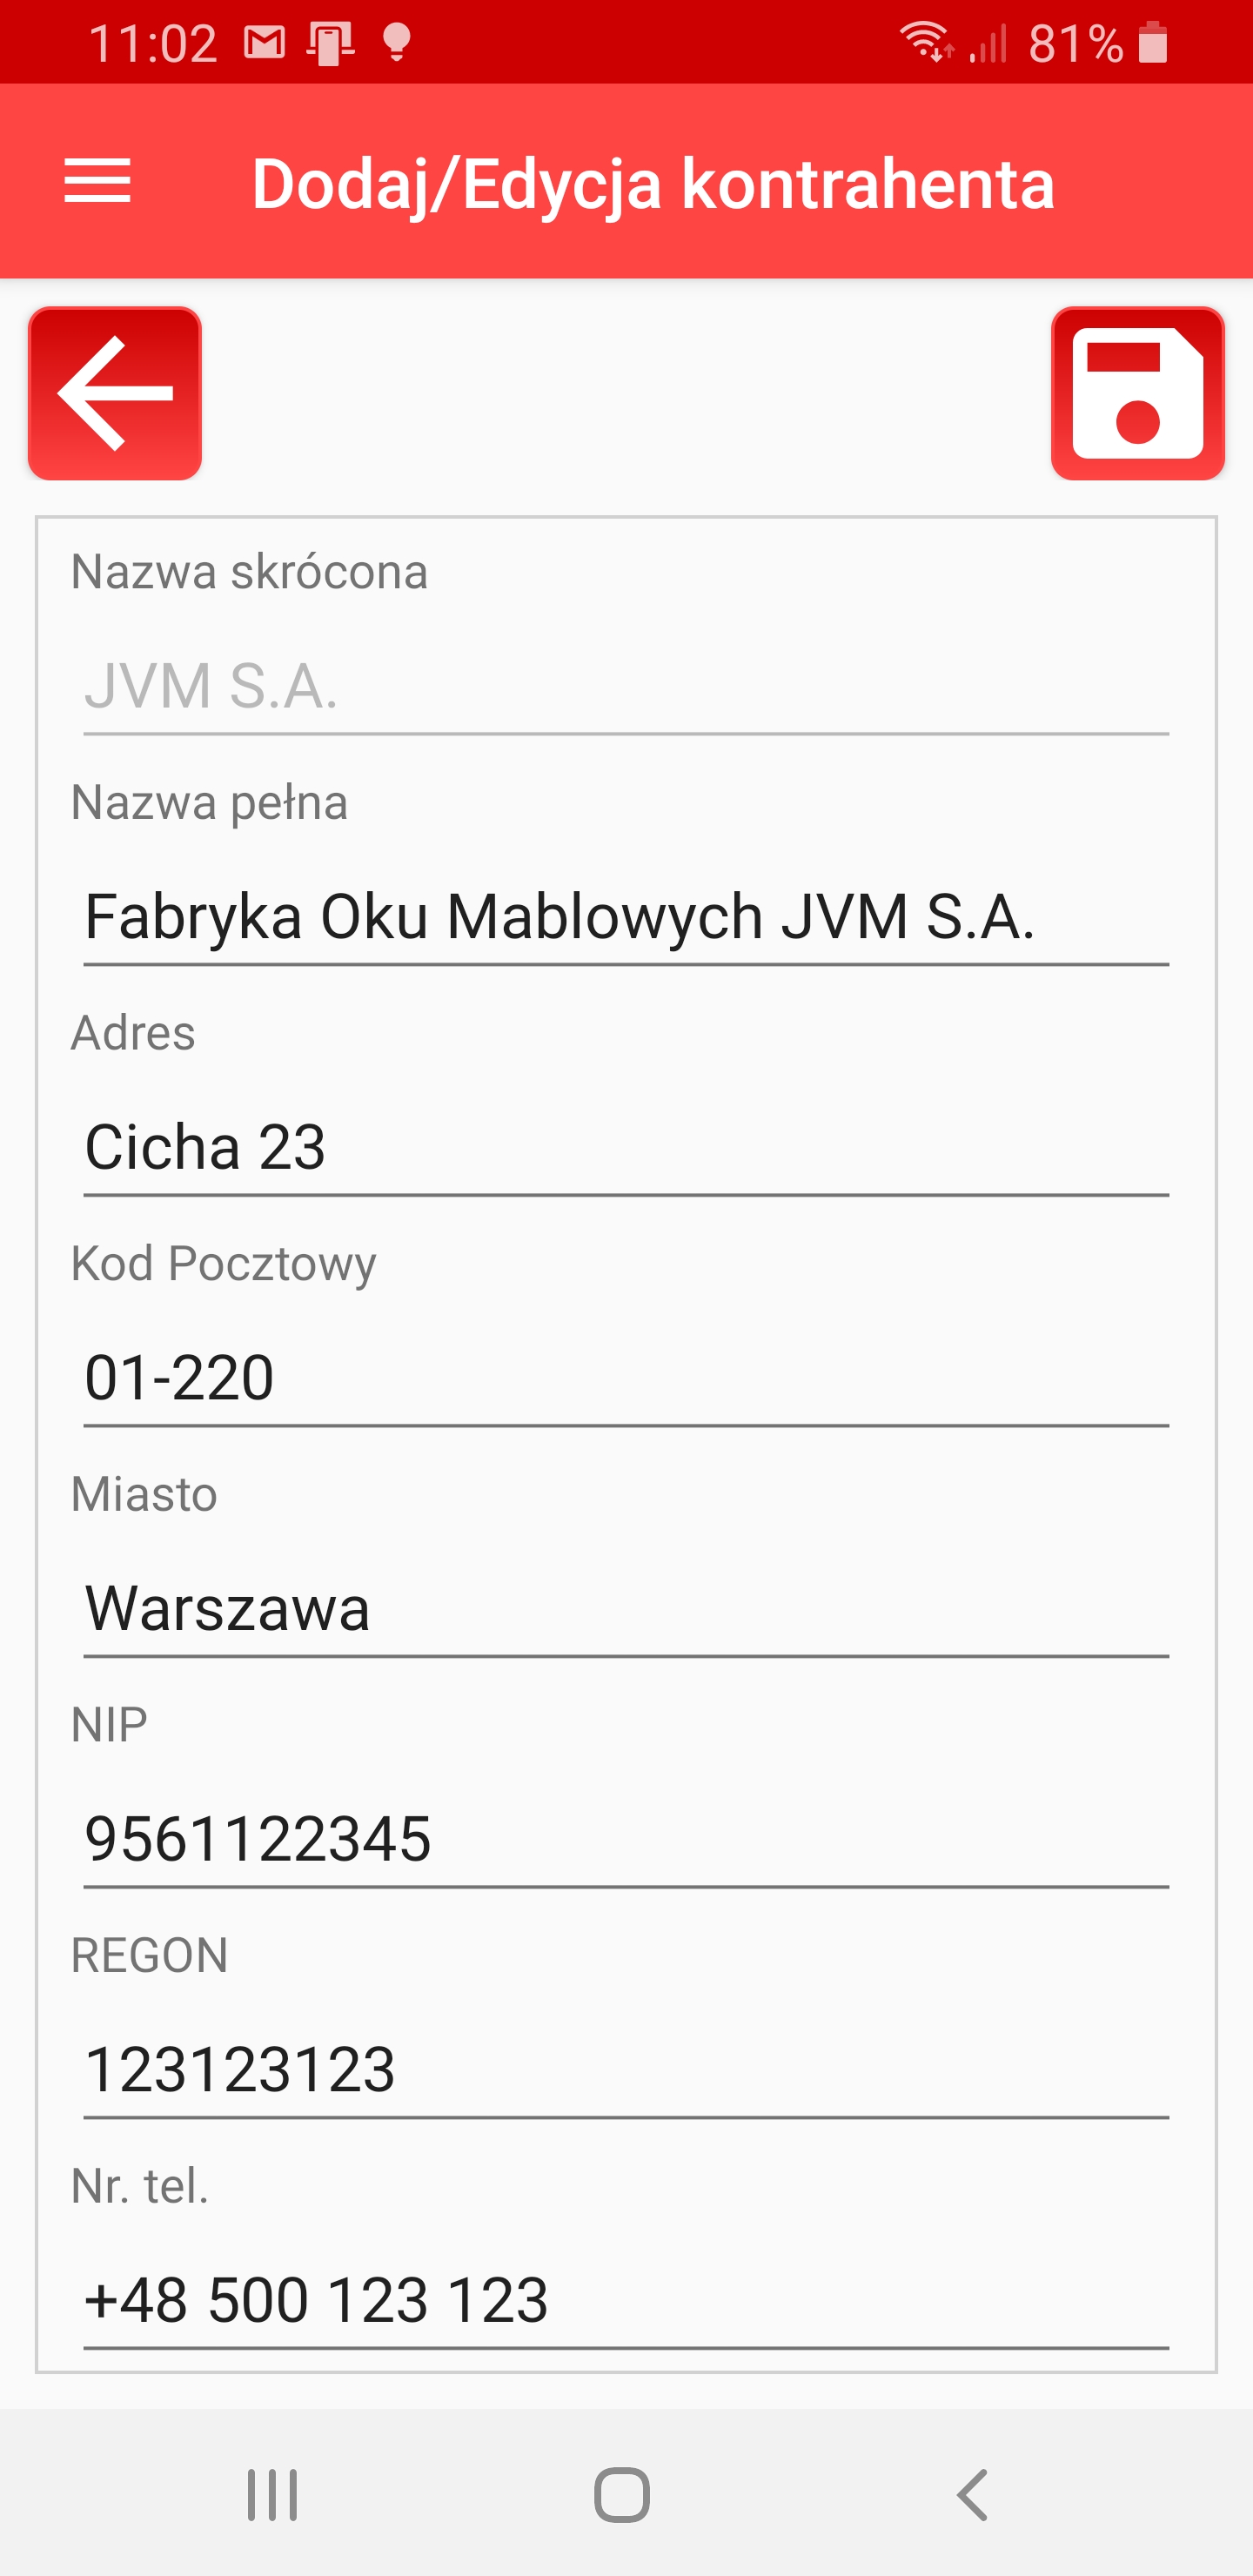 11:02 81%
Dodaj/Edycja kontrahenta
Nazwa skrócona
JVM S.A.
Nazwa pełna
Fabryka Oku Mablowych JVM S.A.
Adres
Cicha 23
Kod Pocztowy
01-220
Miasto
Warszawa
NIP
9561122345
REGON
123123123
Nr. tel.
+48 500 123 123